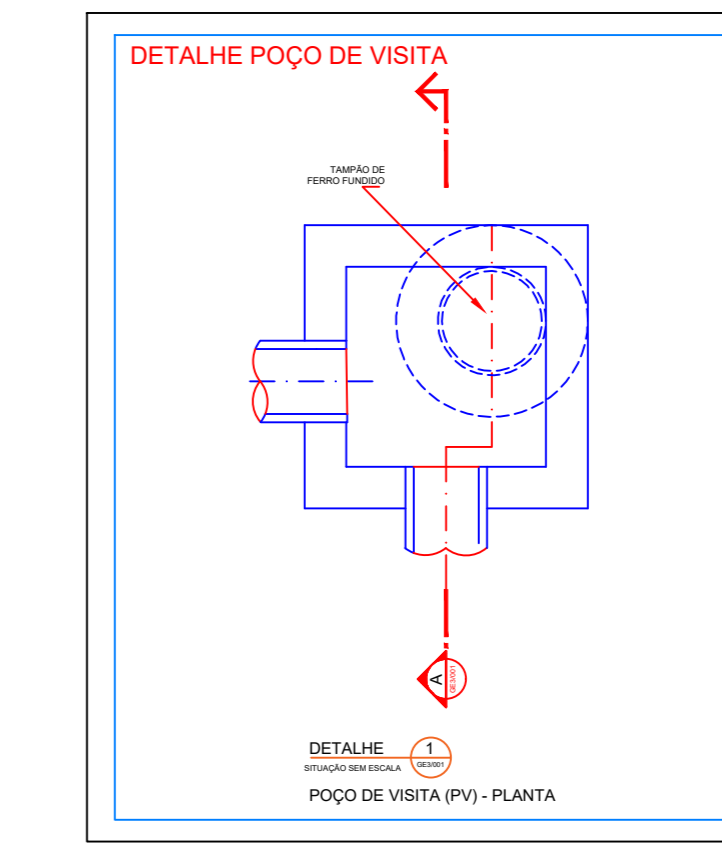 DETALHE POÇO DE VISITA
TAMPÃO DE
FERRO FUNDIDO
A
GE3/001
DETALHE
1
SITUAÇÃO SEM ESCALA
GE3/001
POÇO DE VISITA (PV) - PLANTA